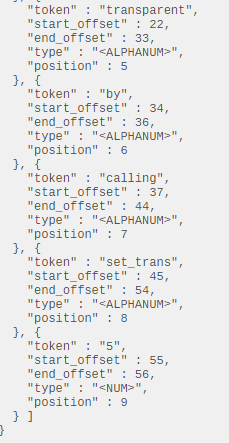 }, {
"token" : "transparent",
"start_offset" : 22,
"end_offset" : 33,
"type" : "<ALPHANUM>",
"position" : 5
}, {
"token" : "by",
"start_offset" : 34,
"end_offset" : 36,
"type" : "<ALPHANUM>",
"position" : 6
}, {
"token" : "calling",
"start_offset" : 37,
"end_offset" : 44,
"type" : "<ALPHANUM>",
"position" : 7
}, {
"token" : "set_trans",
"start_offset" : 45,
"end_offset" : 54,
"type" : "<ALPHANUM>",
"position" : 8
}, {
"token" : "5",
"start_offset" : 55,
"end_offset" : 56,
"type" : "<NUM>",
"position" : 9
} ]
}